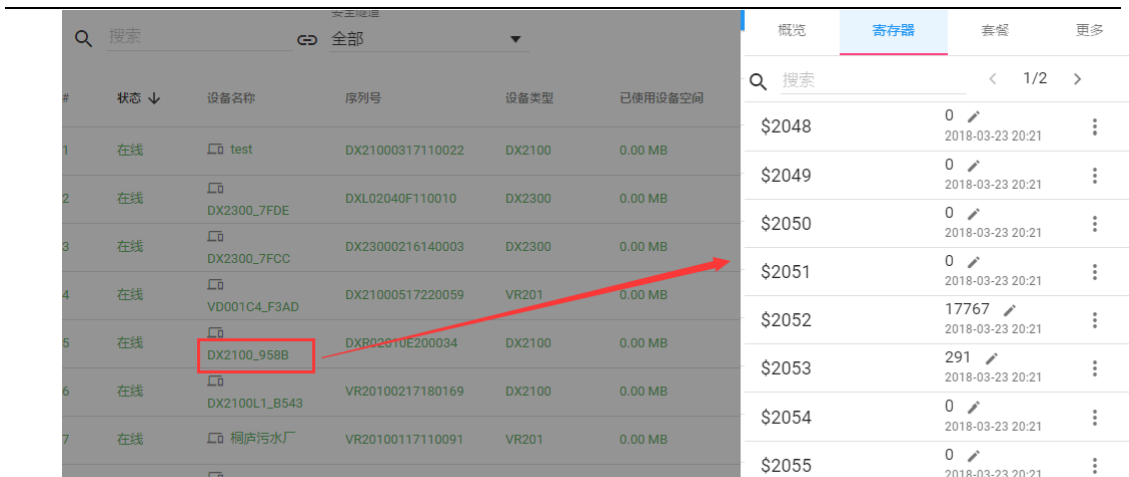 安全隧道
搜索 全部
# 状态 设备名称 序列号 设备类型 已使用设备空间
1 在线 test DX21000317110022 DX2100 0.00 MB
2 在线 DX2300_7FDE DXL02040F110010 DX2300 0.00 MB
3 在线 DX2300_7FCC DX23000216140003 DX2300 0.00 MB
4 在线 VD001C4_F3AD DX21000517220059 VR201 0.00 MB
5 在线 DX2100_958B DXR02010E200034 DX2100 0.00 MB
6 在线 DX2100L1_B543 VR20100217180169 DX2100 0.00 MB
7 在线 桐庐污水厂 VR20100117110091 VR201 0.00 MB
概览 寄存器 套餐 更多
搜索 < 1/2 >
$2048 0
2018-03-23 20:21
$2049 0
2018-03-23 20:21
$2050 0
2018-03-23 20:21
$2051 0
2018-03-23 20:21
$2052 17767
2018-03-23 20:21
$2053 291
2018-03-23 20:21
$2054 0
2018-03-23 20:21
$2055 0
2018-03-23 20:21